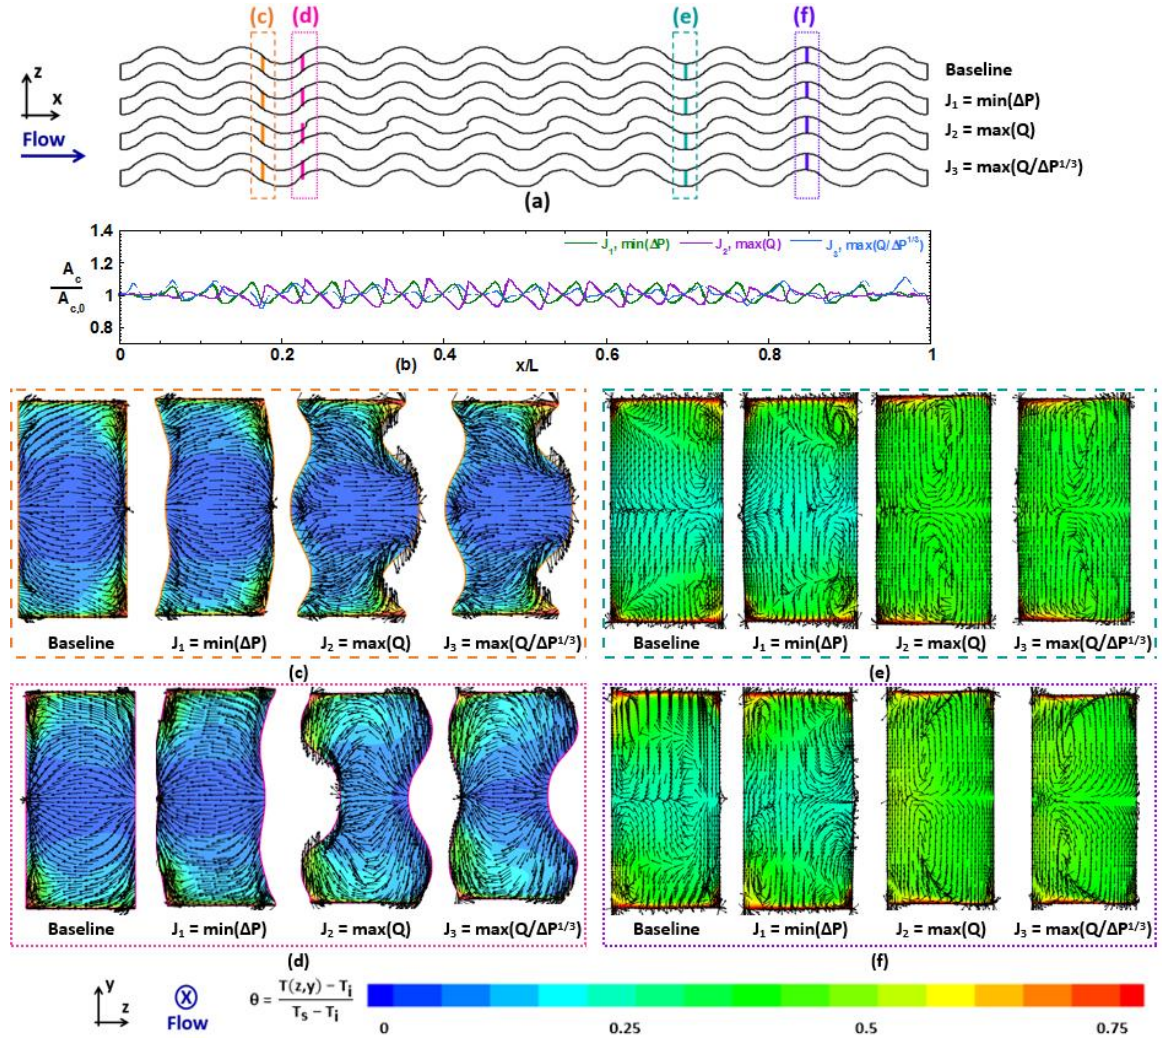 (c) (d) (e) (f)
z
x
Flow
Baseline
J₁ = min(ΔP)
J₂ = max(Q)
J₃ = max(Q/ΔP^1/3)
(a)
1.4
1.2
1
0.8
A_c
A_c,0
J₁, min(ΔP) J₂, max(Q) J₃, max(Q/ΔP^1/3)
0 0.2 0.4 0.6 0.8 1
(b) x/L
Baseline J₁ = min(ΔP) J₂ = max(Q) J₃ = max(Q/ΔP^1/3)
(c)
Baseline J₁ = min(ΔP) J₂ = max(Q) J₃ = max(Q/ΔP^1/3)
(e)
Baseline J₁ = min(ΔP) J₂ = max(Q) J₃ = max(Q/ΔP^1/3)
(d)
Baseline J₁ = min(ΔP) J₂ = max(Q) J₃ = max(Q/ΔP^1/3)
(f)
y
z
X
Flow
θ = T(z,y) − T_i
T_s − T_i
0 0.25 0.5 0.75